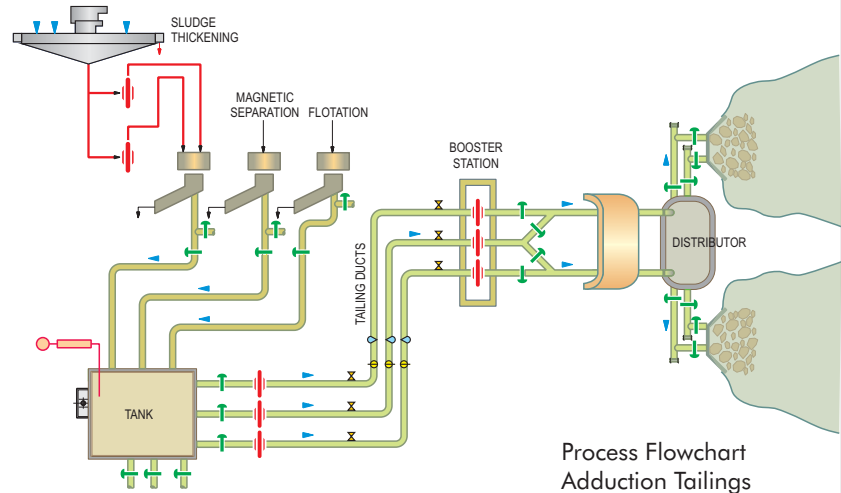 SLUDGE
THICKENING
MAGNETIC
SEPARATION
FLOTATION
BOOSTER
STATION
TAILING DUCTS
DISTRIBUTOR
TANK
Process Flowchart
Adduction Tailings